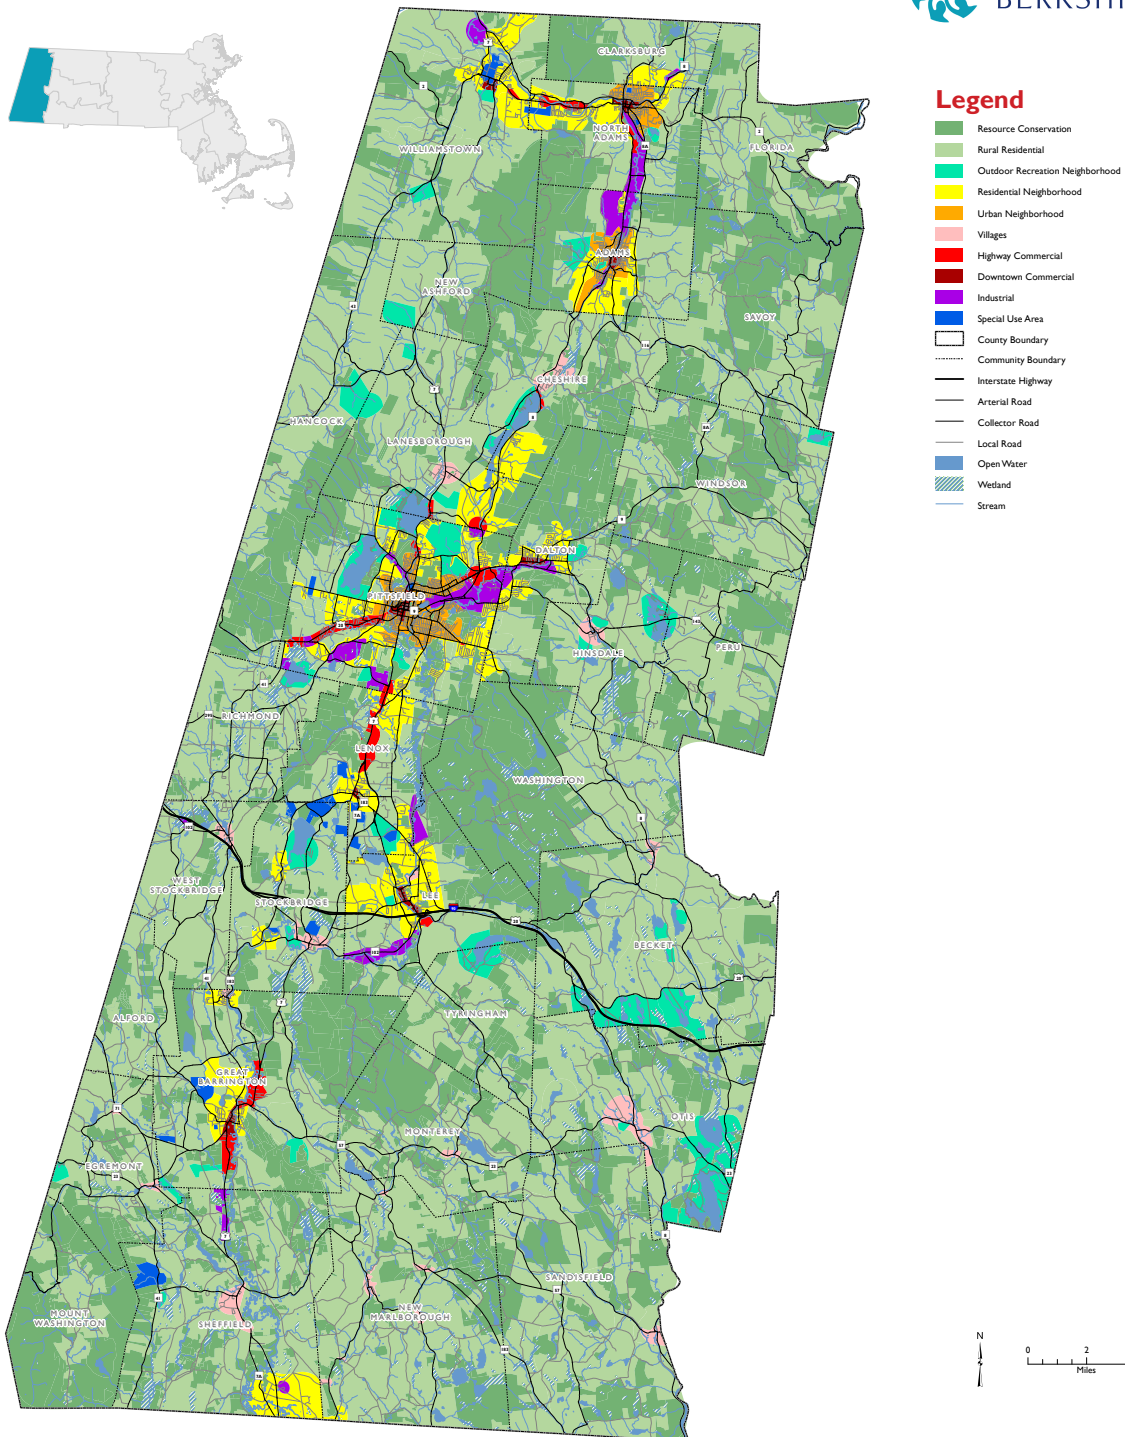 BERKSHI
Legend
Resource Conservation
Rural Residential
Outdoor Recreation Neighborhood
Residential Neighborhood
Urban Neighborhood
Villages
Highway Commercial
Downtown Commercial
Industrial
Special Use Area
County Boundary
Community Boundary
Interstate Highway
Arterial Road
Collector Road
Local Road
Open Water
Wetland
Stream
CLARKSBURG
NORTH
ADAMS
WILLIAMSTOWN
FLORIDA
ADAMS
NEW
ASHFORD
SAVOY
CHESHIRE
HANCOCK
LANESBOROUGH
WINDSOR
DALTON
PITTSFIELD
HINSDALE
PERU
RICHMOND
LENOX
WASHINGTON
WEST
STOCKBRIDGE
STOCKBRIDGE
LEE
BECKET
TYRINGHAM
ALFORD
GREAT
BARRINGTON
OTIS
MONTEREY
EGREMONT
SANDISFIELD
NEW
MARLBOROUGH
MOUNT
WASHINGTON
SHEFFIELD
N
0 2
Miles